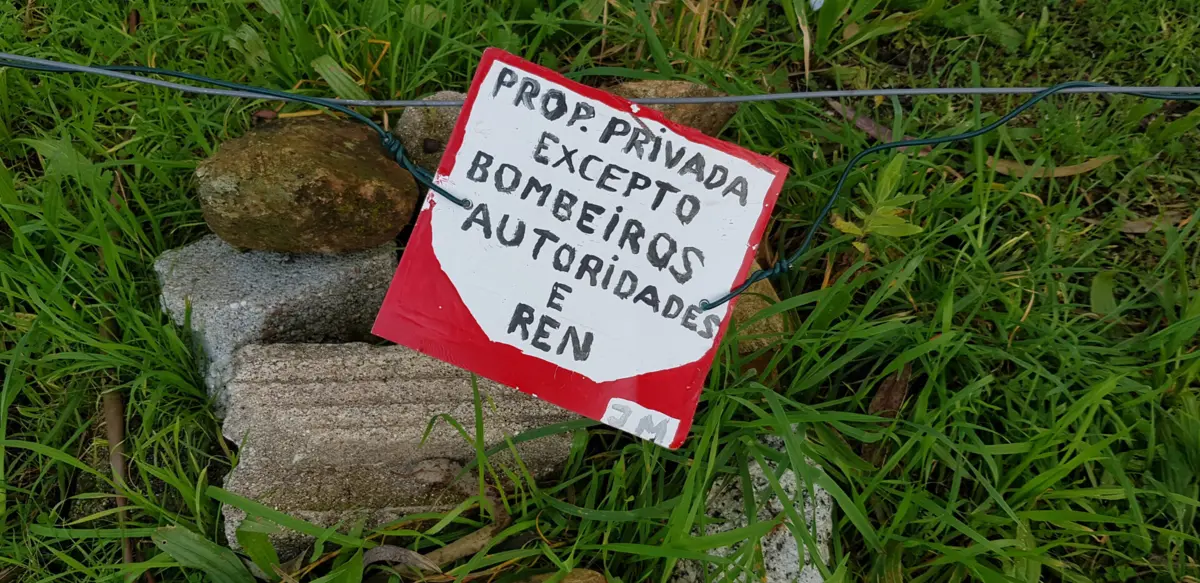 PROP. PRIVADA
EXCEPTO
BOMBEIROS
AUTORIDADES
E
REN
JM